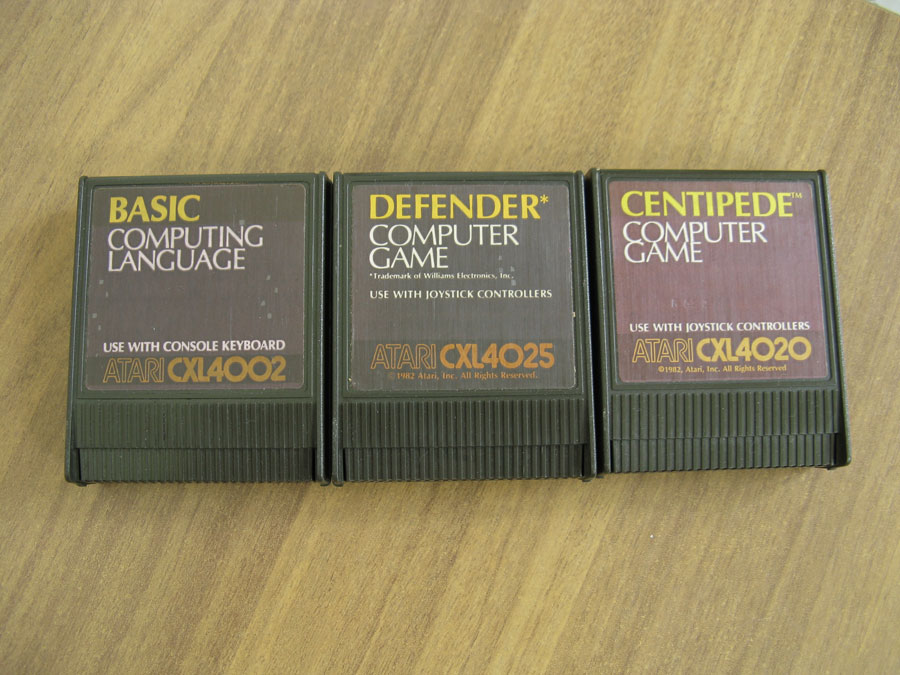 BASIC
COMPUTING
LANGUAGE
USE WITH CONSOLE KEYBOARD
ATARI CXL4002
DEFENDER*
COMPUTER
GAME
*Trademark of Williams Electronics, Inc.
USE WITH JOYSTICK CONTROLLERS
ATARI CXL4025
©1982 Atari, Inc. All Rights Reserved.
CENTIPEDE™
COMPUTER
GAME
USE WITH JOYSTICK CONTROLLERS
ATARI CXL4020
©1982, Atari, Inc. All Rights Reserved